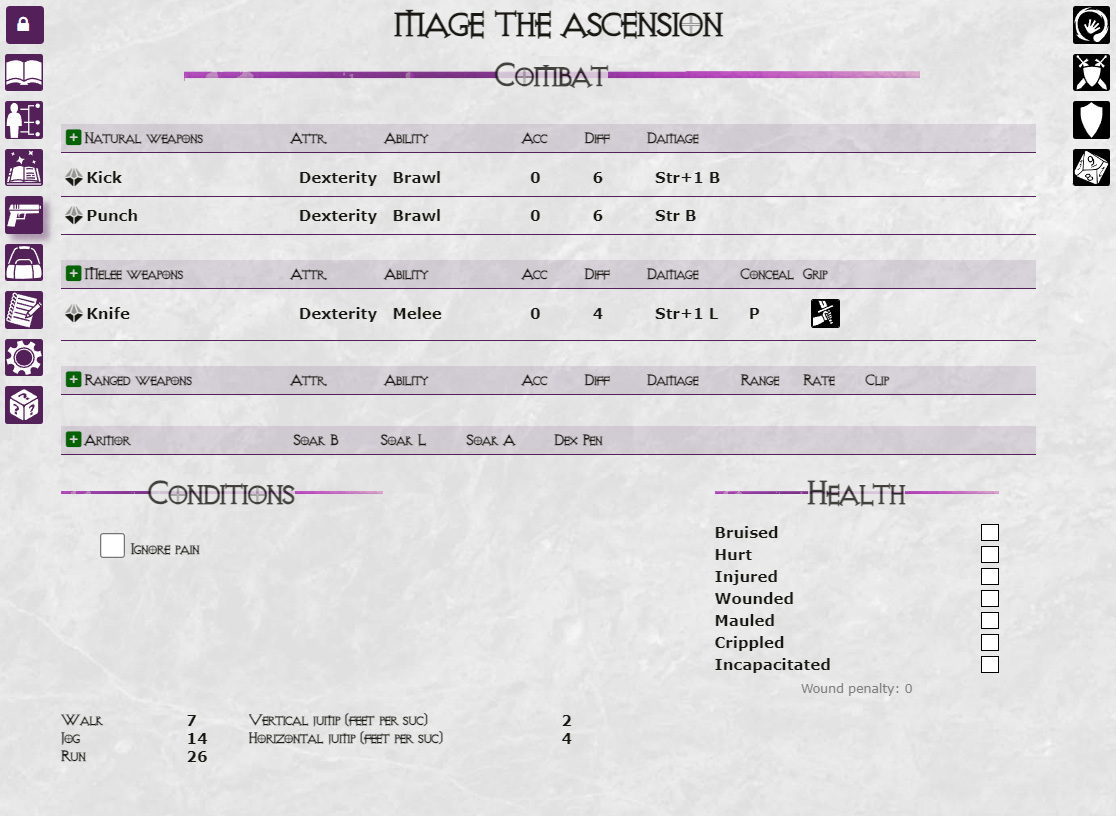 Mage The Ascension
Combat
Natural weapons Attr. Ability Acc Diff Damage
Kick Dexterity Brawl 0 6 Str+1 B
Punch Dexterity Brawl 0 6 Str B
Melee weapons Attr. Ability Acc Diff Damage Conceal Grip
Knife Dexterity Melee 0 4 Str+1 L P
Ranged weapons Attr. Ability Acc Diff Damage Range Rate Clip
Armor Soak B Soak L Soak A Dex Pen
Conditions
Ignore pain
Health
Bruised
Hurt
Injured
Wounded
Mauled
Crippled
Incapacitated
Wound penalty: 0
Walk 7 Vertical jump (feet per suc) 2
Jog 14 Horizontal jump (feet per suc) 4
Run 26